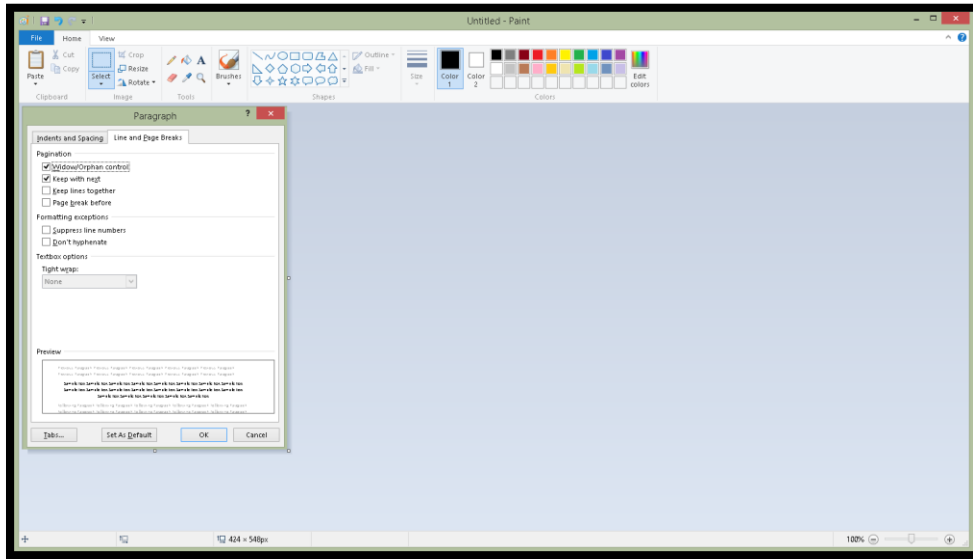 Untitled - Paint
File Home View
Paste
Cut
Copy
Clipboard
Select
Crop
Resize
Rotate
Image
Tools
Brushes
Shapes
Outline
Fill
Size
Color 1
Color 2
Edit colors
Colors
Paragraph
Indents and Spacing Line and Page Breaks
Pagination
Widow/Orphan control
Keep with next
Keep lines together
Page break before
Formatting exceptions
Suppress line numbers
Don't hyphenate
Textbox options
Tight wrap:
None
Preview
Tabs... Set As Default OK Cancel
424 × 548px 100%